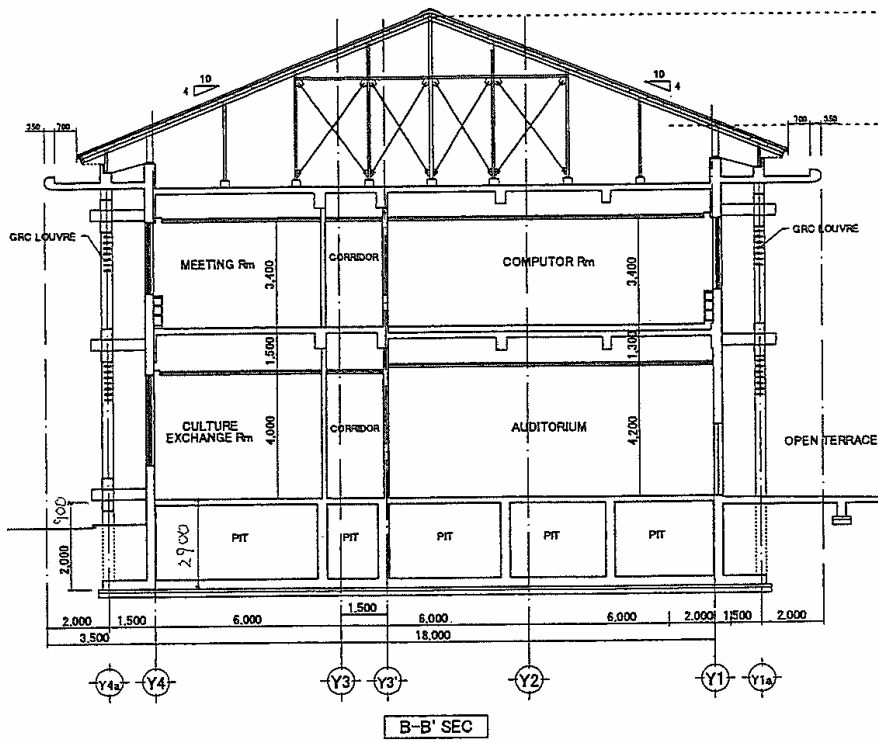 10
4
10
4
350
700
700
350
GRC LOUVRE
GRC LOUVRE
MEETING Rm
CORRIDOR
COMPUTOR Rm
3,400
3,400
1,500
1,300
CULTURE
EXCHANGE Rm
4,000
CORRIDOR
AUDITORIUM
4,200
OPEN TERRACE
900
2,000
2900
PIT
PIT
PIT
PIT
PIT
1,500
2,000
1,500
6,000
6,000
6,000
2,000
1,500
2,000
3,500
18,000
Y4a
Y4
Y3
Y3'
Y2
Y1
Y1a
B-B' SEC